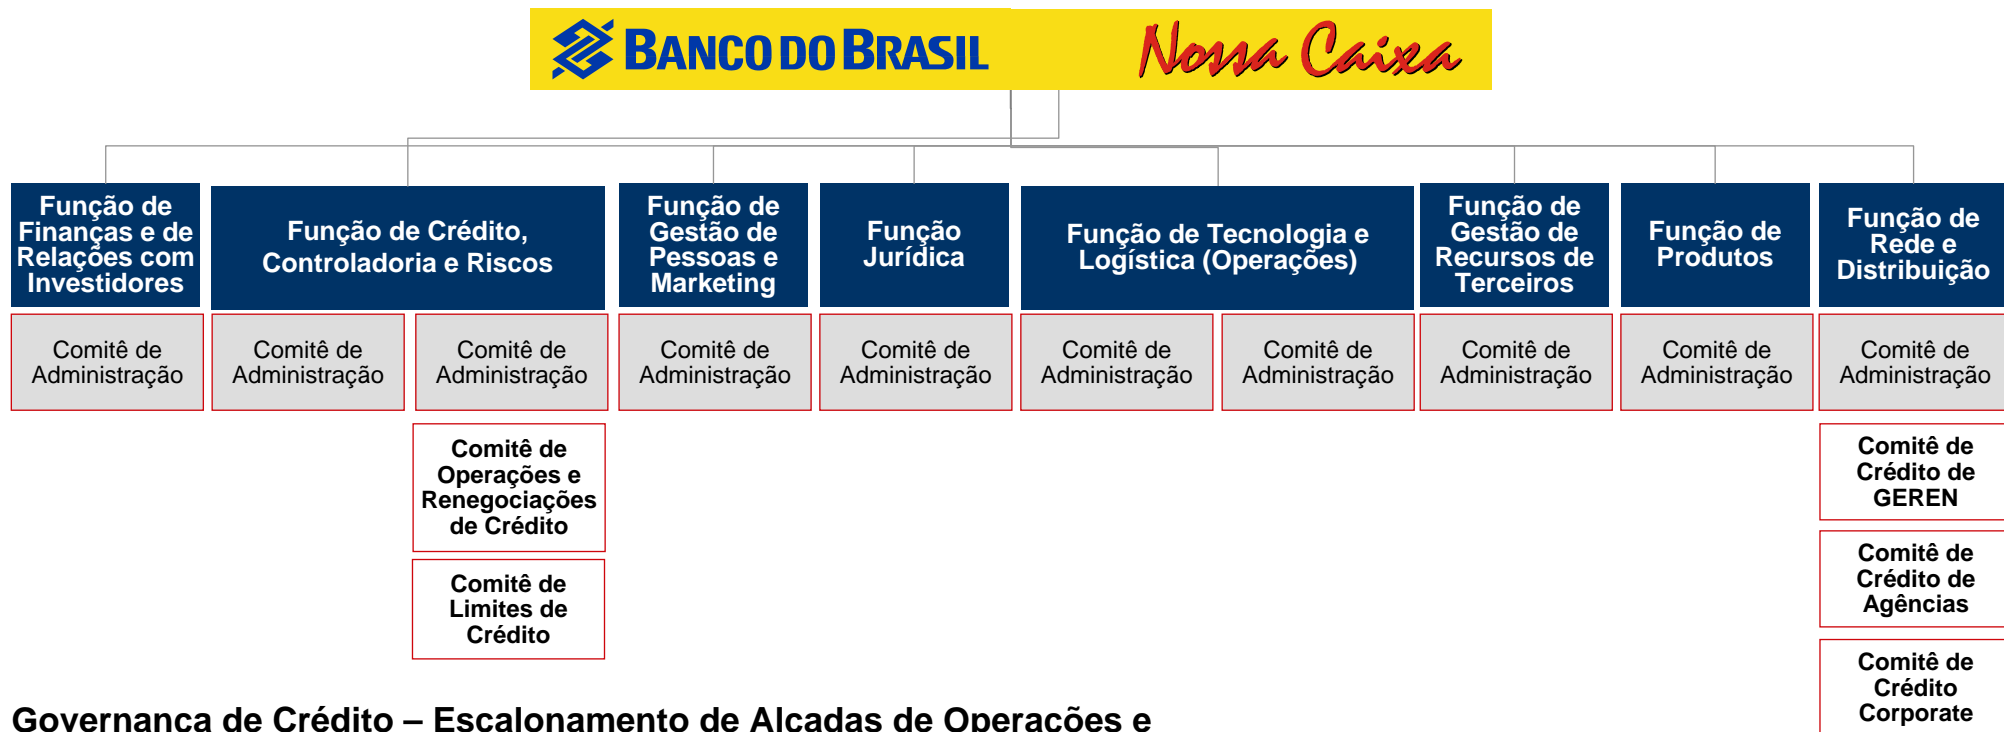 BANCO DO BRASIL
Nossa Caixa
Função de
Finanças e de
Relações com
Investidores
Função de Crédito,
Controladoria e Riscos
Função de
Gestão de
Pessoas e
Marketing
Função
Jurídica
Função de Tecnologia e
Logística (Operações)
Função de
Gestão de
Recursos de
Terceiros
Função de
Produtos
Função de
Rede e
Distribuição
Comitê de
Administração
Comitê de
Administração
Comitê de
Administração
Comitê de
Administração
Comitê de
Administração
Comitê de
Administração
Comitê de
Administração
Comitê de
Administração
Comitê de
Administração
Comitê de
Administração
Comitê de
Operações e
Renegociações
de Crédito
Comitê de
Limites de
Crédito
Comitê de
Crédito de
GEREN
Comitê de
Crédito de
Agências
Comitê de
Crédito
Corporate
Governança de Crédito – Escalonamento de Alçadas de Operações e